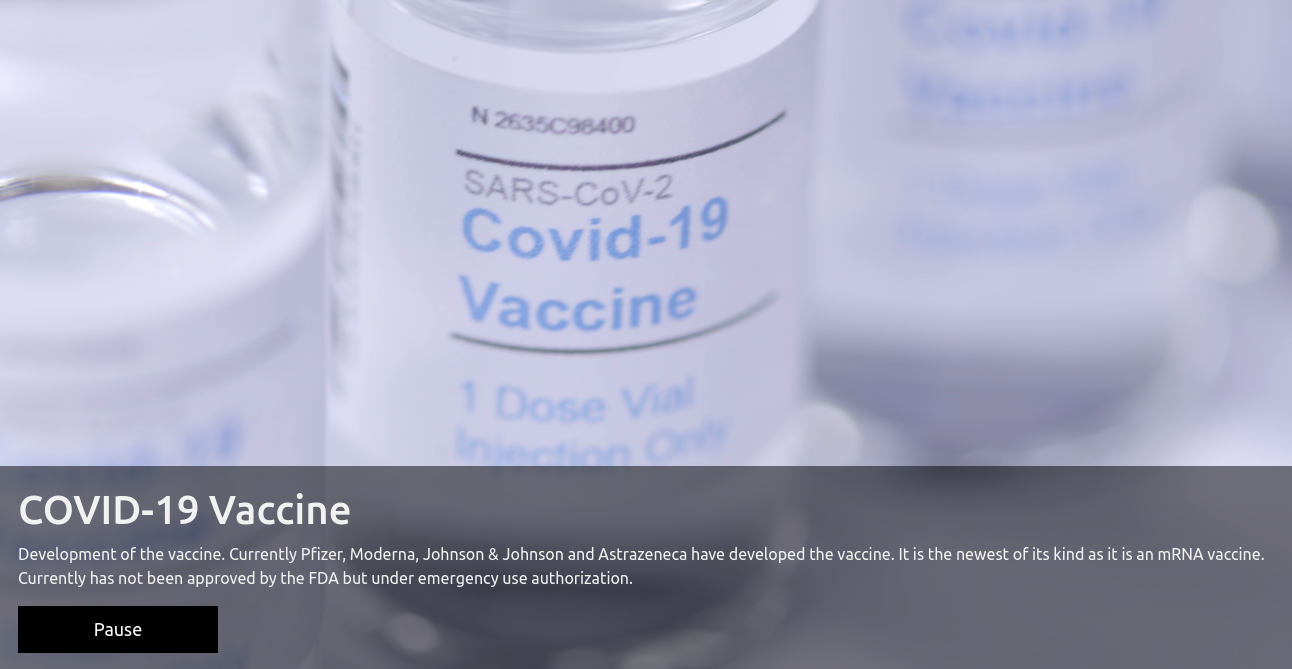 N 2635C98400
SARS-CoV-2
Covid-19
Vaccine
1 Dose Vial
Injection Only
Covid-19
Vaccine
COVID-19 Vaccine
Development of the vaccine. Currently Pfizer, Moderna, Johnson & Johnson and Astrazeneca have developed the vaccine. It is the newest of its kind as it is an mRNA vaccine.
Currently has not been approved by the FDA but under emergency use authorization.
Pause